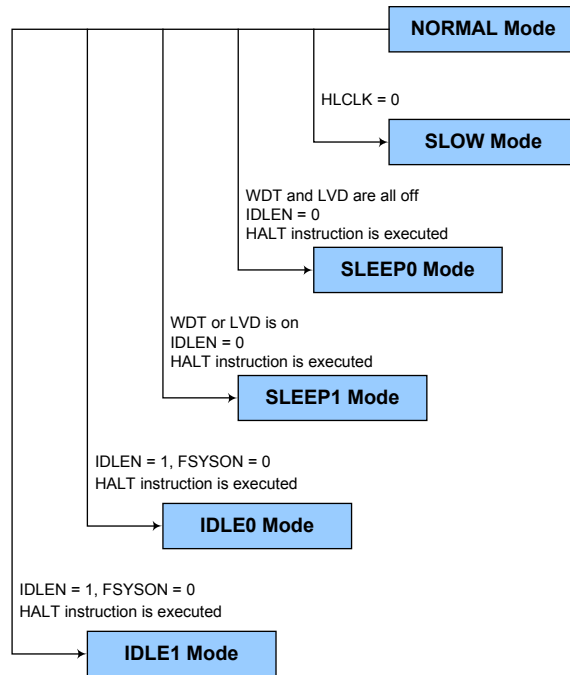 NORMAL Mode
HLCLK = 0
SLOW Mode
WDT and LVD are all off
IDLEN = 0
HALT instruction is executed
SLEEP0 Mode
WDT or LVD is on
IDLEN = 0
HALT instruction is executed
SLEEP1 Mode
IDLEN = 1, FSYSON = 0
HALT instruction is executed
IDLE0 Mode
IDLEN = 1, FSYSON = 0
HALT instruction is executed
IDLE1 Mode